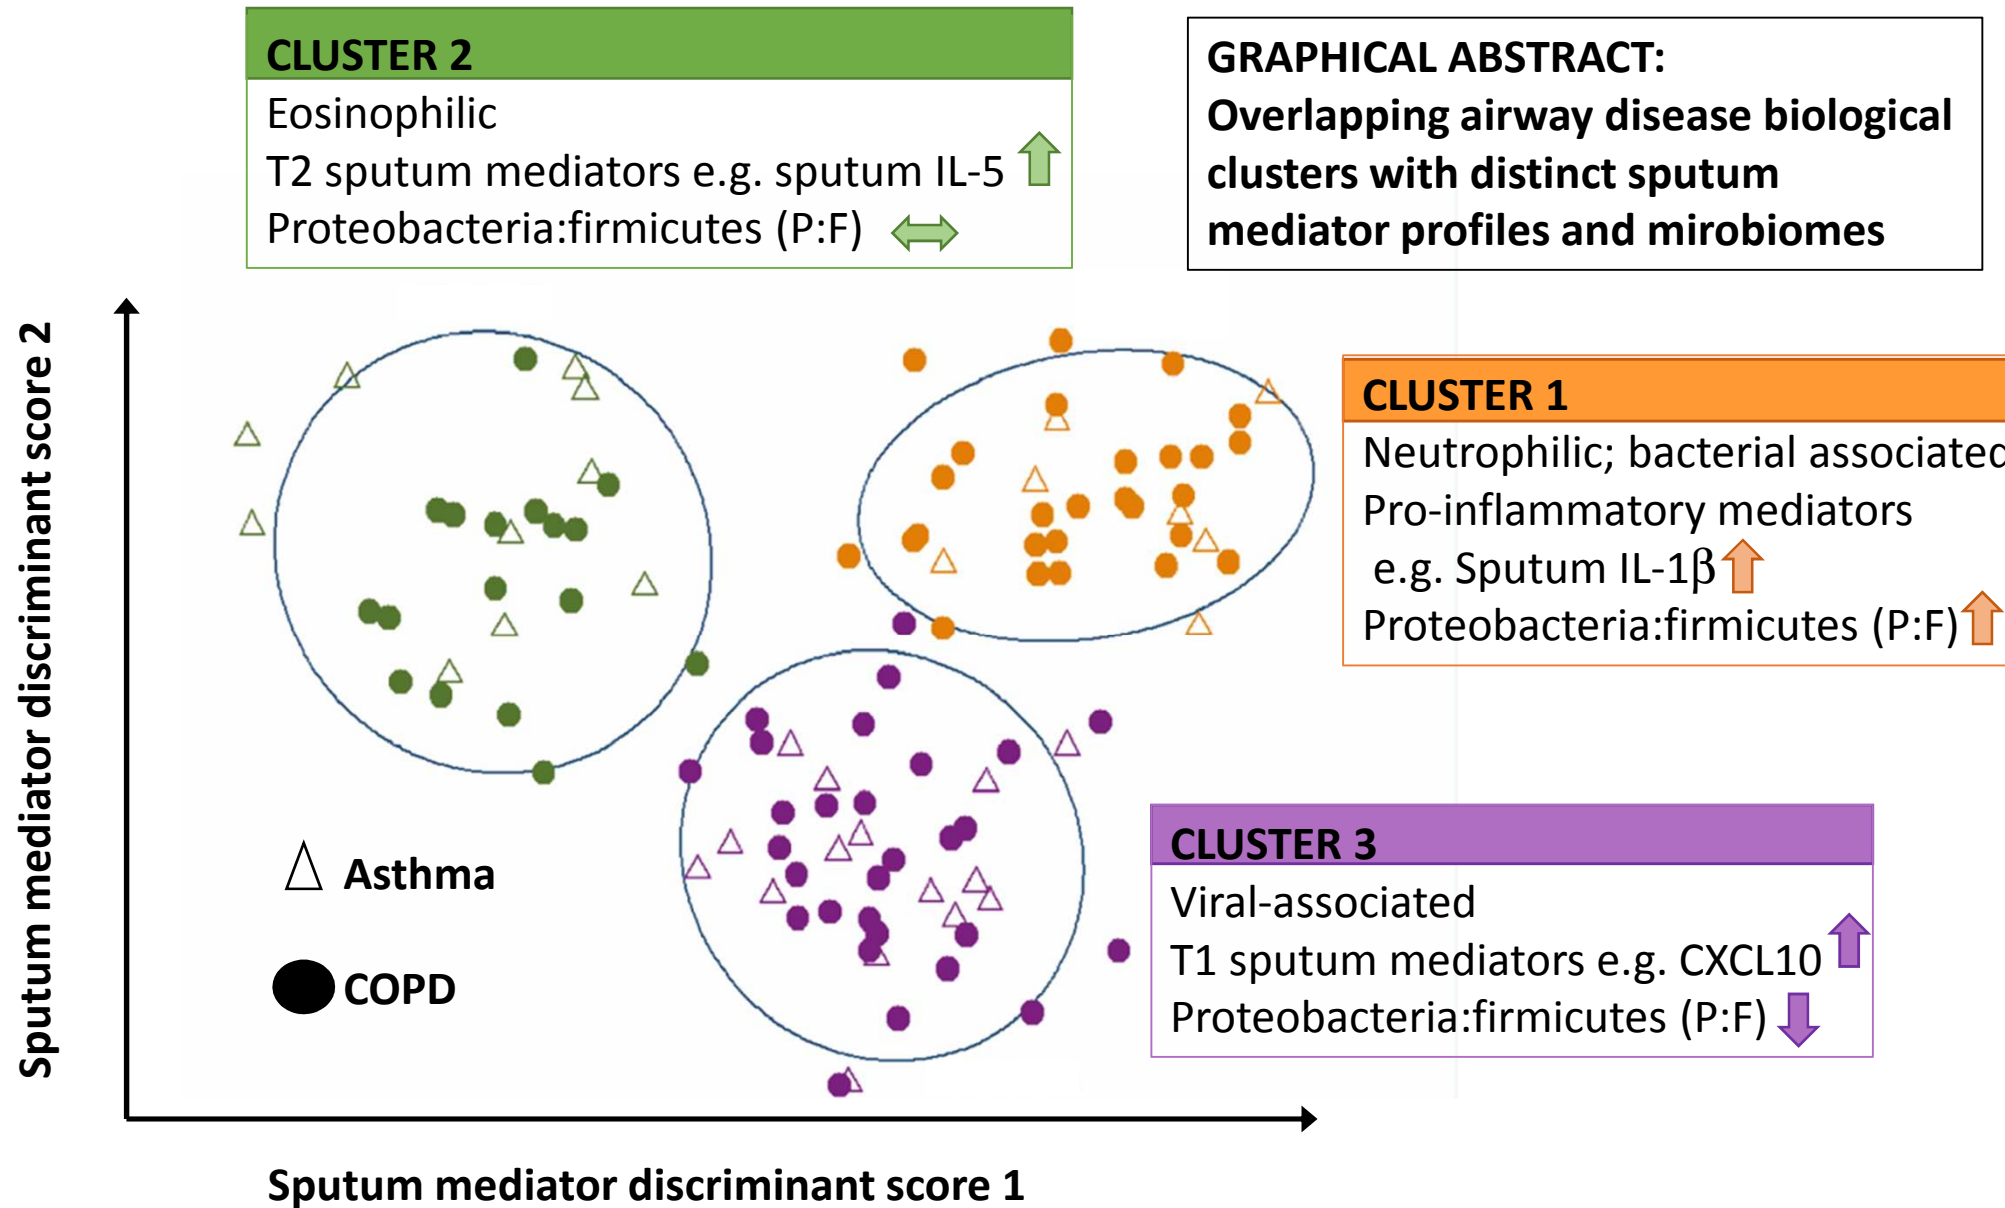 CLUSTER 2
Eosinophilic
T2 sputum mediators e.g. sputum IL-5
Proteobacteria:firmicutes (P:F)
GRAPHICAL ABSTRACT:
Overlapping airway disease biological
clusters with distinct sputum
mediator profiles and mirobiomes
CLUSTER 1
Neutrophilic; bacterial associated
Pro-inflammatory mediators
e.g. Sputum IL-1β
Proteobacteria:firmicutes (P:F)
CLUSTER 3
Viral-associated
T1 sputum mediators e.g. CXCL10
Proteobacteria:firmicutes (P:F)
Asthma
COPD
Sputum mediator discriminant score 2
Sputum mediator discriminant score 1